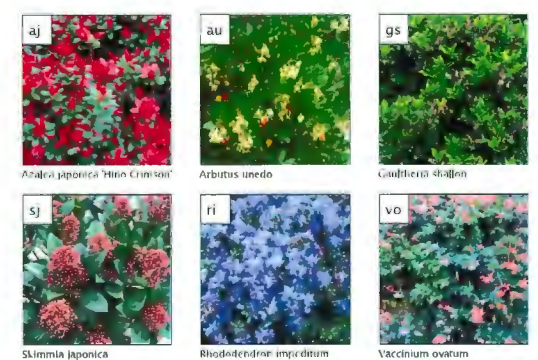 aj
au
gs
Azalea japonica 'Hino Crimson'
Arbutus unedo
Gaultheria shallon
sj
ri
vo
Skimmia japonica
Rhododendron impeditum
Vaccinium ovatum